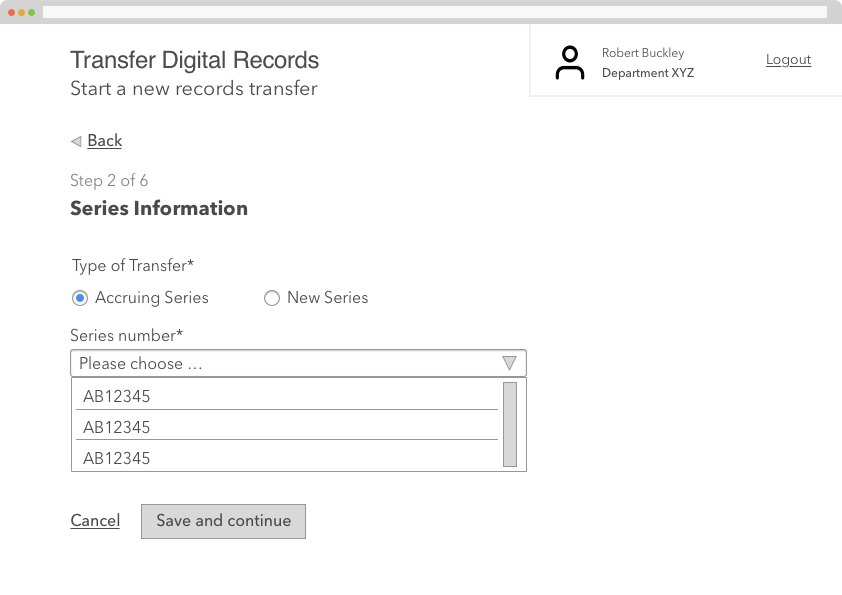 Transfer Digital Records
Start a new records transfer
Robert Buckley
Department XYZ
Logout
Back
Step 2 of 6
Series Information
Type of Transfer*
Accruing Series
New Series
Series number*
Please choose …
AB12345
AB12345
AB12345
Cancel
Save and continue